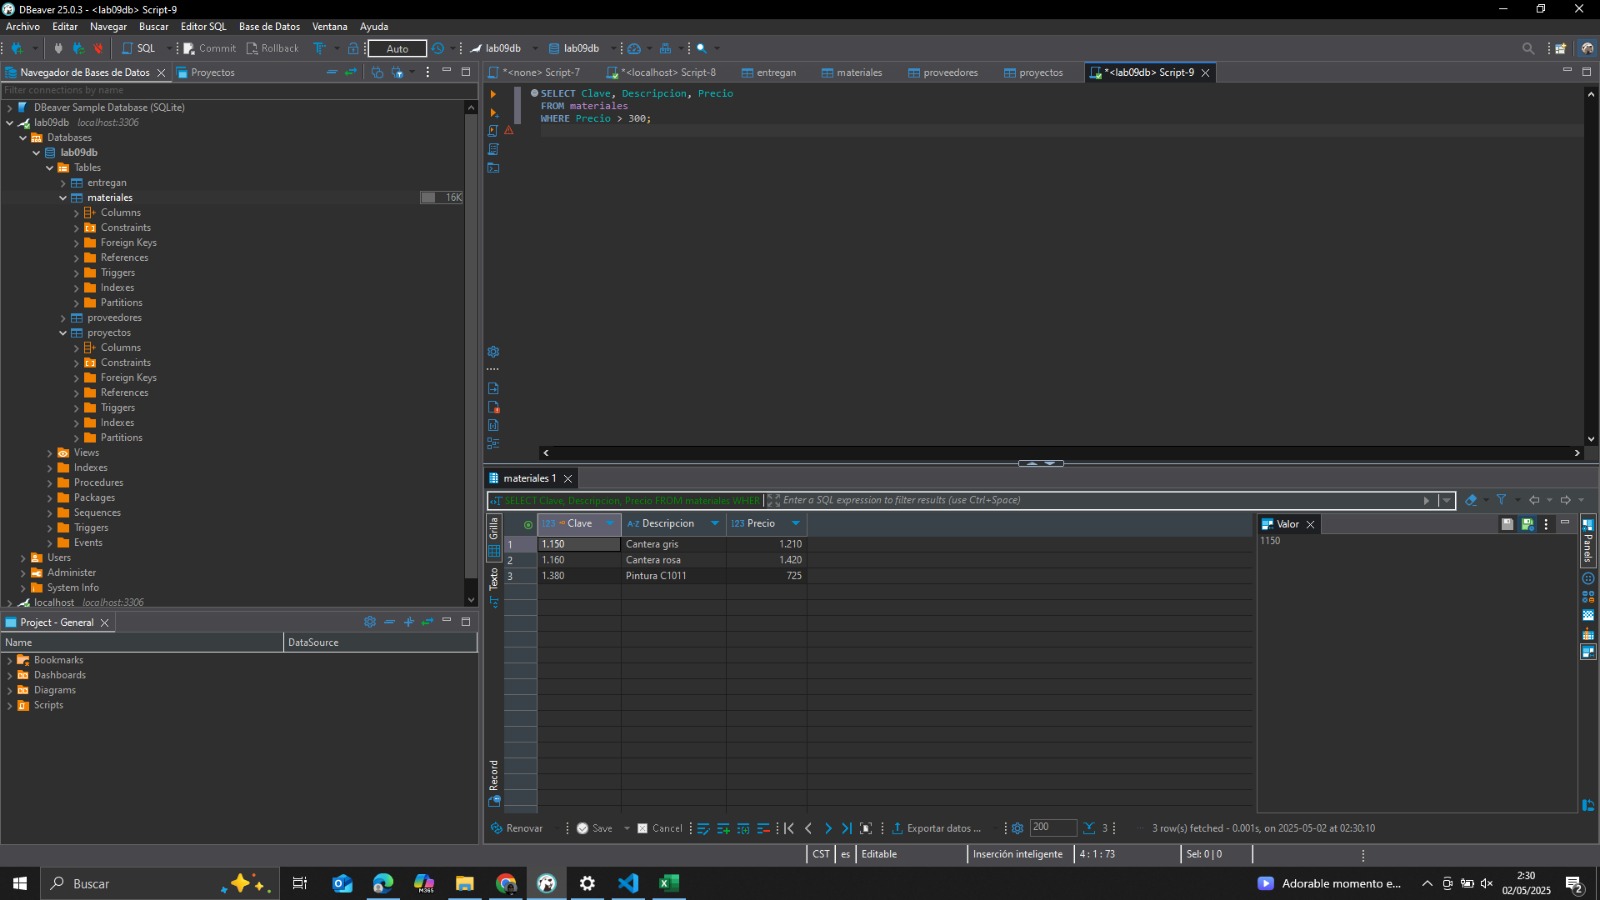 DBeaver 25.0.3 - <lab09db> Script-9
Archivo Editar Navegar Buscar Editor SQL Base de Datos Ventana Ayuda
SQL Commit Rollback Auto lab09db lab09db
Navegador de Bases de Datos Proyectos
*<none> Script-7 *<localhost> Script-8 entregan materiales proveedores proyectos *<lab09db> Script-9
Filter connections by name
DBeaver Sample Database (SQLite)
lab09db localhost:3306
Databases
lab09db
Tables
entregan
materiales 16K
Columns
Constraints
Foreign Keys
References
Triggers
Indexes
Partitions
proveedores
proyectos
Columns
Constraints
Foreign Keys
References
Triggers
Indexes
Partitions
Views
Indexes
Procedures
Packages
Sequences
Triggers
Events
Users
Administer
System Info
localhost localhost:3306
Project - General
Name DataSource
Bookmarks
Dashboards
Diagrams
Scripts
SELECT Clave, Descripcion, Precio
FROM materiales
WHERE Precio > 300;
materiales 1
SELECT Clave, Descripcion, Precio FROM materiales WHER Enter a SQL expression to filter results (use Ctrl+Space)
Grilla
Texto
Record
123 Clave A-Z Descripcion 123 Precio
1 1.150 Cantera gris 1.210
2 1.160 Cantera rosa 1.420
3 1.380 Pintura C1011 725
Valor
1150
Panels
Renovar Save Cancel Exportar datos ... 200 3 3 row(s) fetched - 0.001s, on 2025-05-02 at 02:30:10
CST es Editable Inserción inteligente 4 : 1 : 73 Sel: 0 | 0
Buscar
M365
Adorable momento e...
2:30
02/05/2025
2